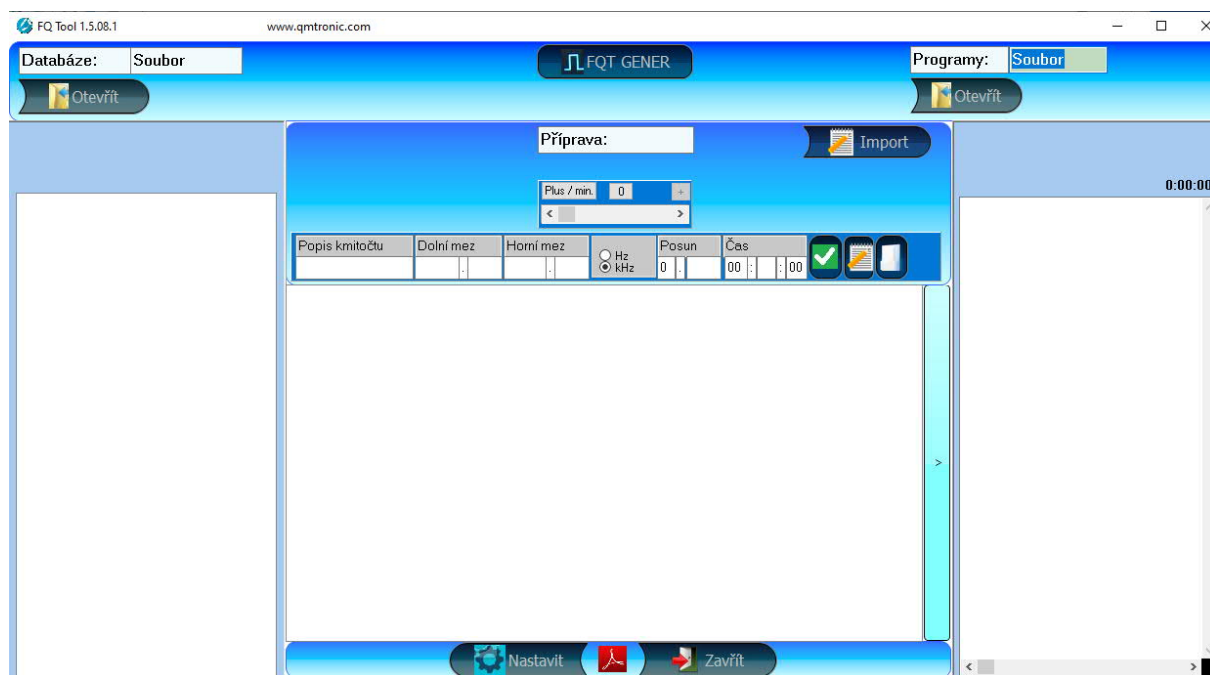 FQ Tool 1.5.08.1 www.qmtronic.com
Databáze: Soubor
FQT GENER
Programy: Soubor
Otevřít
Otevřít
Příprava:
Import
0:00:00
Plus / min. 0 +
< >
Popis kmitočtu Dolní mez Horní mez Hz Posun Čas
. . kHz 0 . 00 : : 00
>
Nastavit
Zavřít
< >